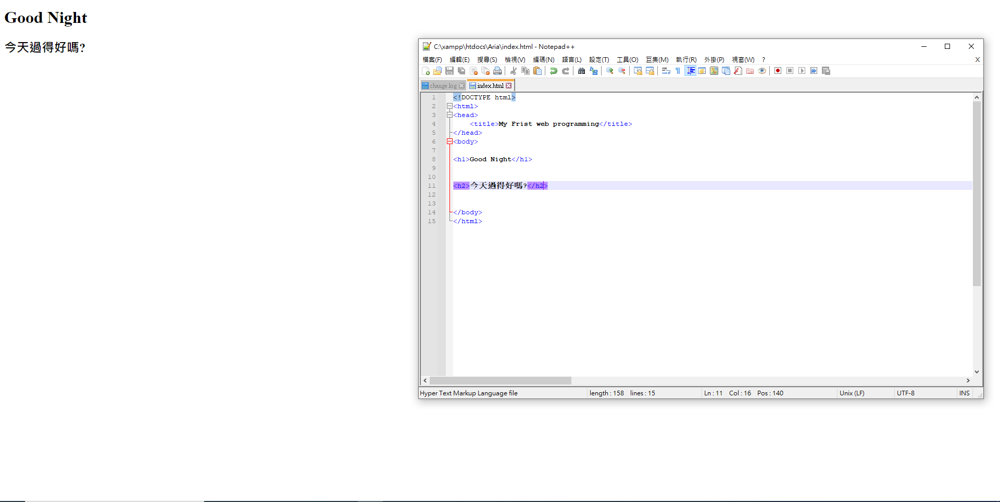 Good Night
今天過得好嗎?
C:\xampp\htdocs\Aria\index.html - Notepad++
檔案(F) 編輯(E) 搜尋(S) 檢視(V) 編碼(N) 語言(L) 設定(T) 工具(O) 巨集(M) 執行(R) 外掛(P) 視窗(W) ? X
change.log index.html
1 <!DOCTYPE html>
2 <html>
3 <head>
4 <title>My Frist web programming</title>
5 </head>
6 <body>
7
8 <h1>Good Night</h1>
9
10
11 <h2>今天過得好嗎?</h2>
12
13
14 </body>
15 </html>
Hyper Text Markup Language file length : 158 lines : 15 Ln : 11 Col : 16 Pos : 140 Unix (LF) UTF-8 INS